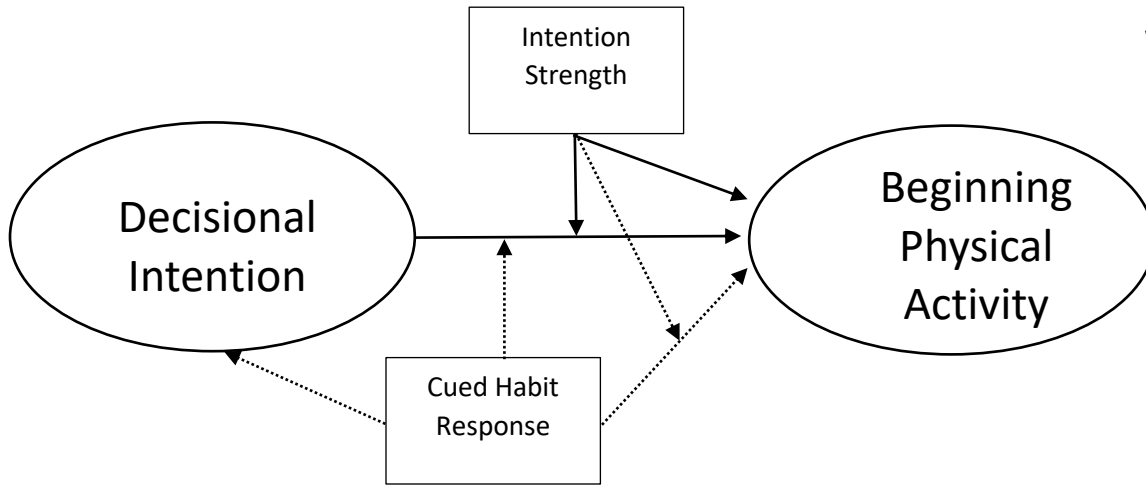 Intention
Strength
Decisional
Intention
Beginning
Physical
Activity
Cued Habit
Response